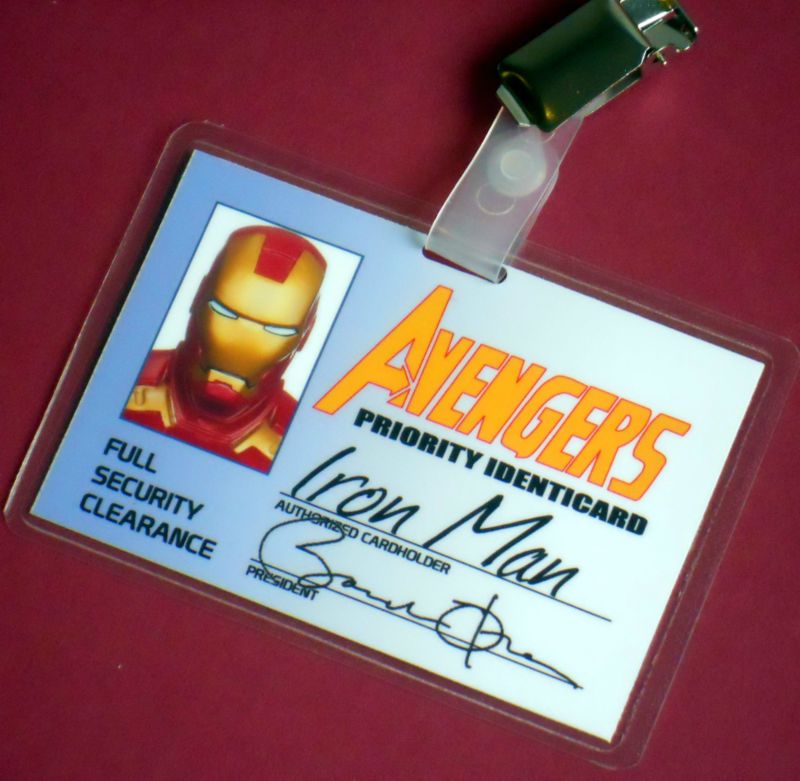 AVENGERS
PRIORITY IDENTICARD
FULL
SECURITY
CLEARANCE
Iron Man
AUTHORIZED CARDHOLDER
PRESIDENT